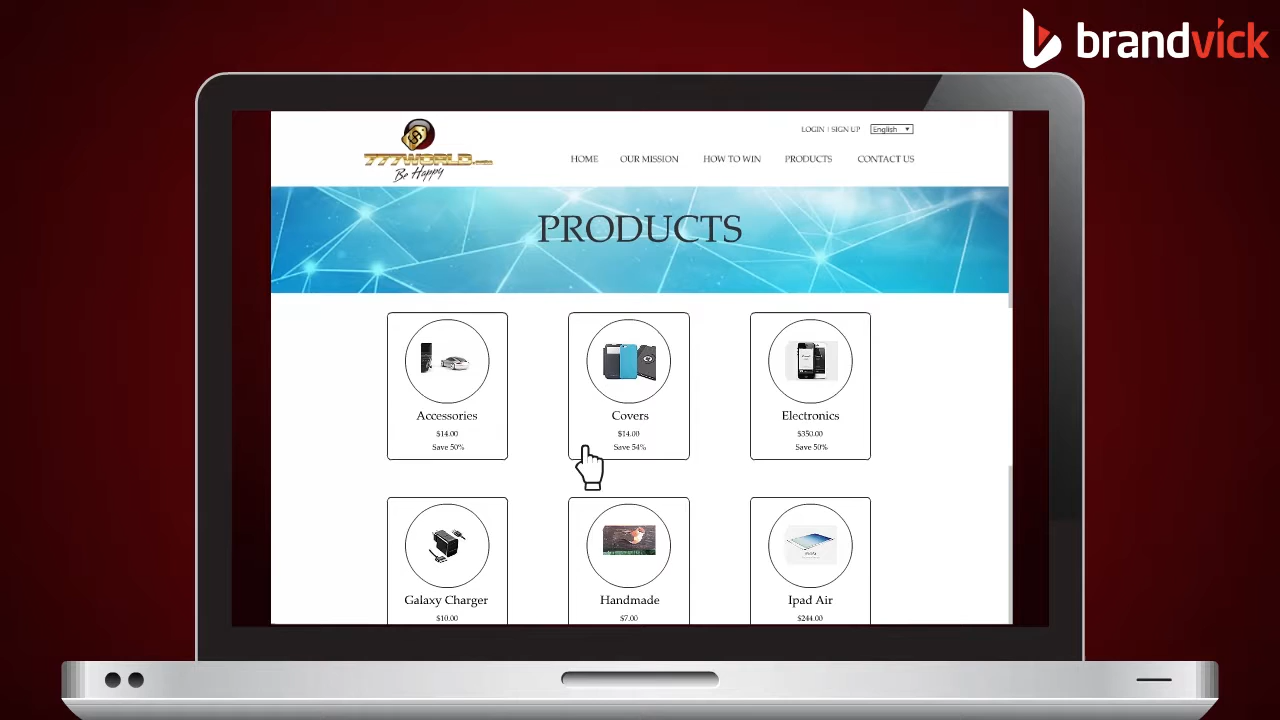 brandvick
LOGIN | SIGN UP English
777WORLD.com
Be Happy
HOME OUR MISSION HOW TO WIN PRODUCTS CONTACT US
PRODUCTS
Accessories
$14.00
Save 50%
Covers
$14.00
Save 54%
Electronics
$350.00
Save 50%
Galaxy Charger
$10.00
Handmade
$7.00
Ipad Air
$244.00